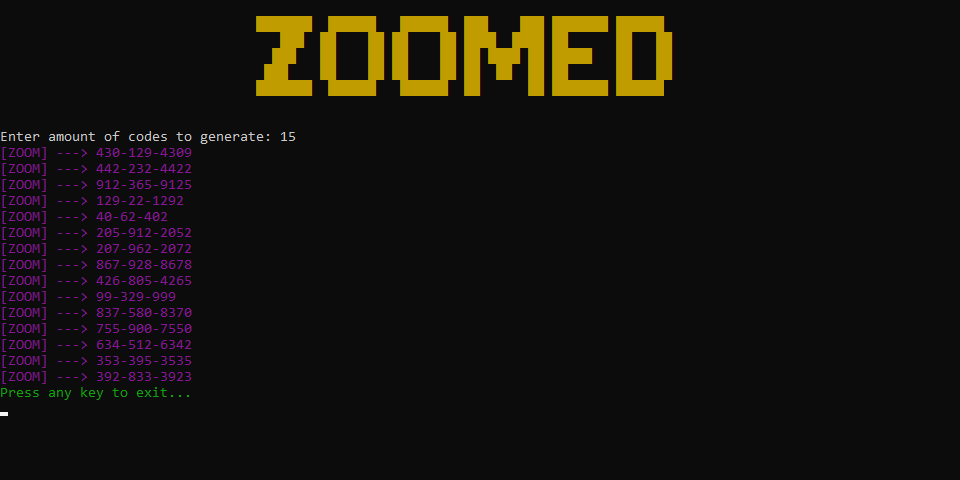 ZOOMED
Enter amount of codes to generate: 15
[ZOOM] ---> 430-129-4309
[ZOOM] ---> 442-232-4422
[ZOOM] ---> 912-365-9125
[ZOOM] ---> 129-22-1292
[ZOOM] ---> 40-62-402
[ZOOM] ---> 205-912-2052
[ZOOM] ---> 207-962-2072
[ZOOM] ---> 867-928-8678
[ZOOM] ---> 426-805-4265
[ZOOM] ---> 99-329-999
[ZOOM] ---> 837-580-8370
[ZOOM] ---> 755-900-7550
[ZOOM] ---> 634-512-6342
[ZOOM] ---> 353-395-3535
[ZOOM] ---> 392-833-3923
Press any key to exit...